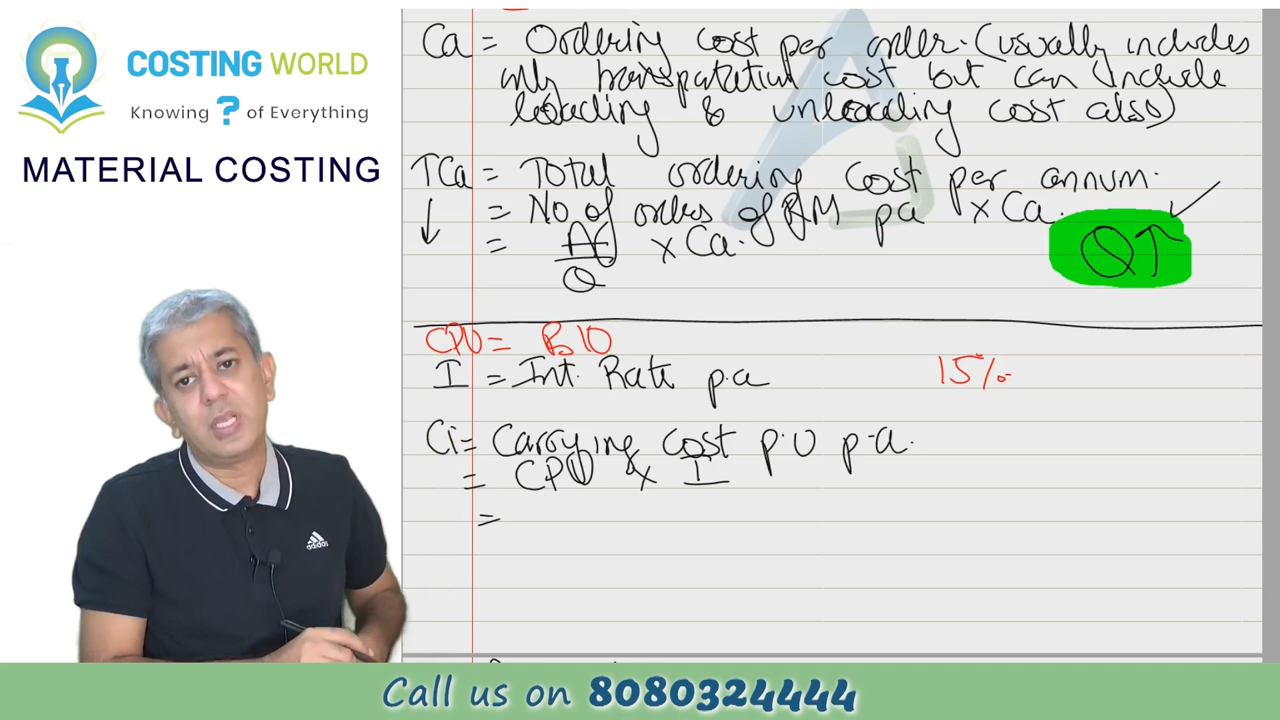 COSTING WORLD
Knowing ? of Everything
MATERIAL COSTING
Ca = Ordering cost per order. (usually includes
only transportation cost but can include
loading & unloading cost also)
TCa = Total ordering cost per annum.
↓ = No. of orders of RM pa × Ca.
= AC/Q × Ca.
Q↑
CPU = Rs 10
I = Int. Rate p.a
15%
Ci = Carrying cost p.U p.a.
= CPU × I
=
adidas
Call us on 8080324444